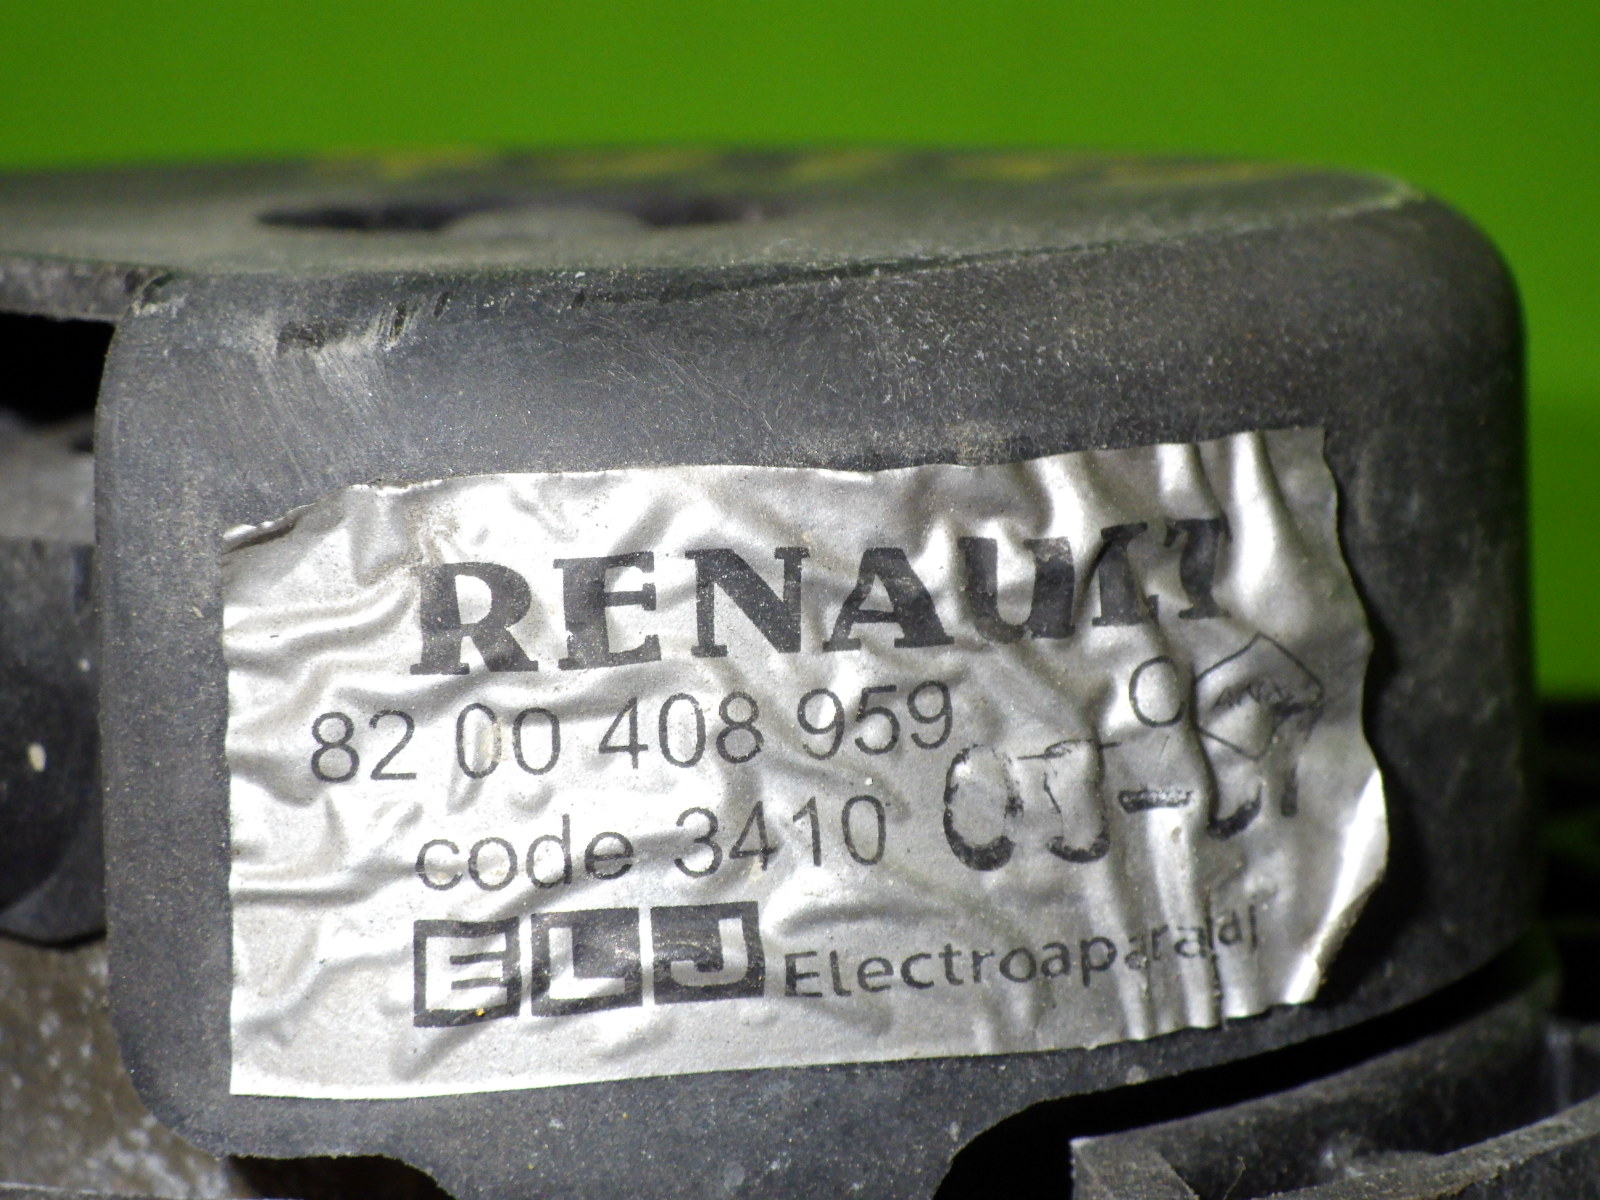 RENAULT
82 00 408 959
code 3410
ELJ Electroaparataj